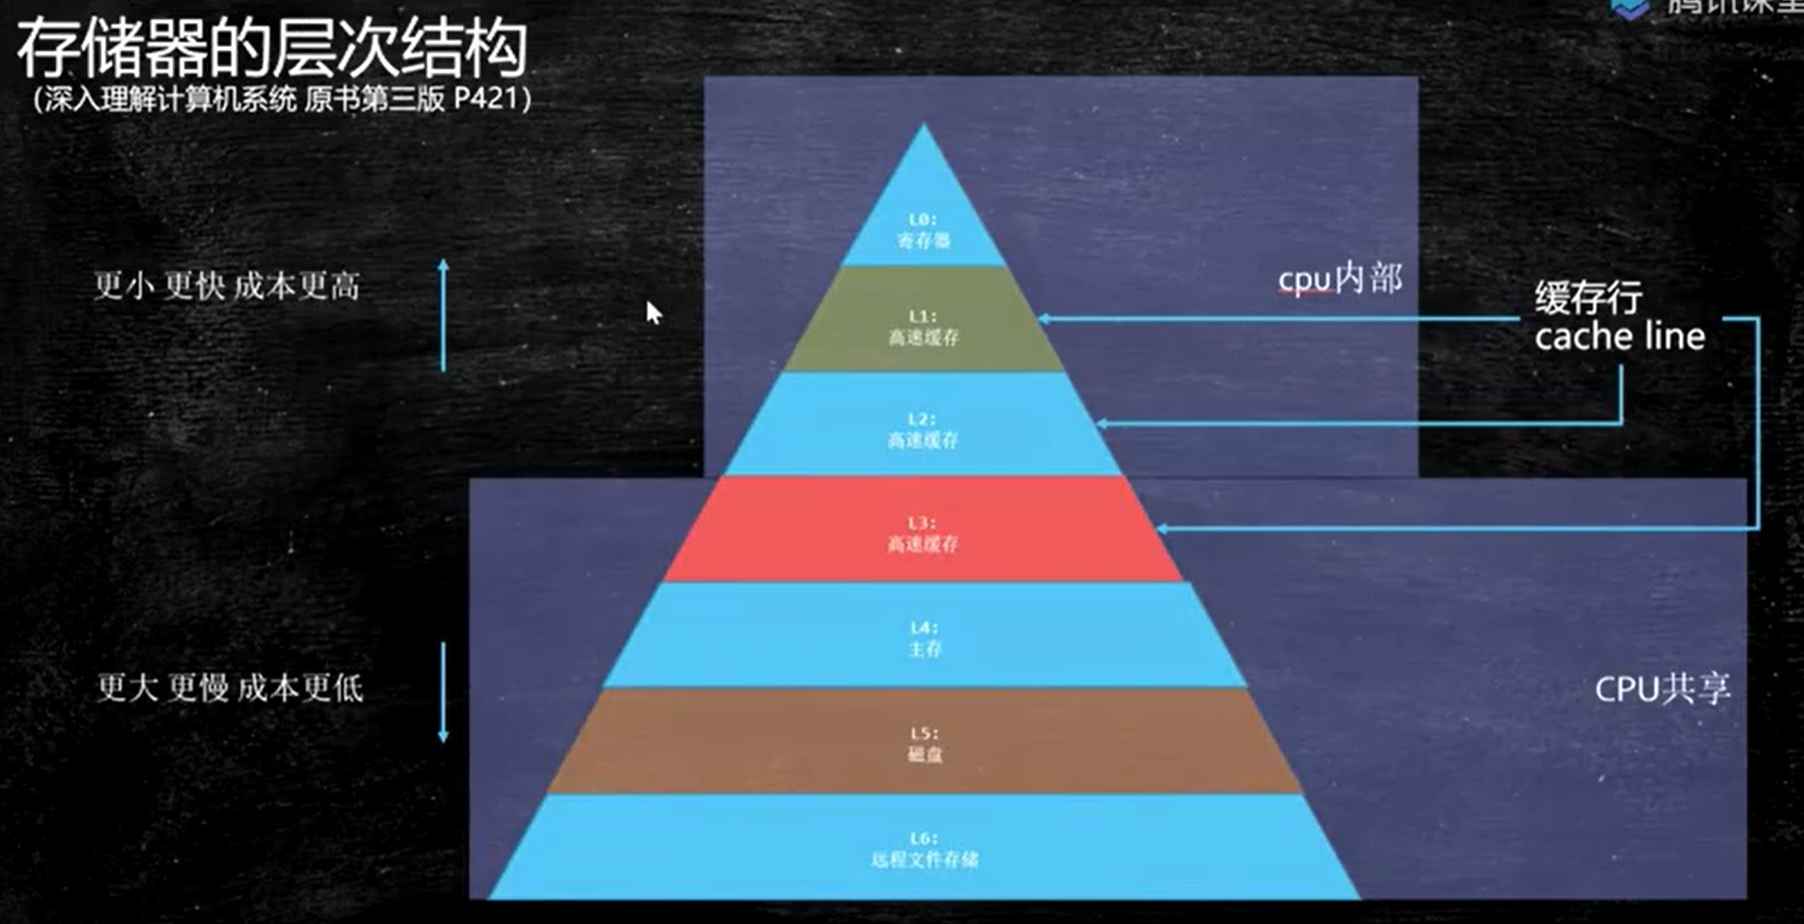 腾讯课堂
存储器的层次结构
（深入理解计算机系统 原书第三版 P421）
L0:
寄存器
更小 更快 成本更高
cpu内部
缓存行
cache line
L1:
高速缓存
L2:
高速缓存
L3:
高速缓存
L4:
主存
更大 更慢 成本更低
CPU共享
L5:
磁盘
L6:
远程文件存储